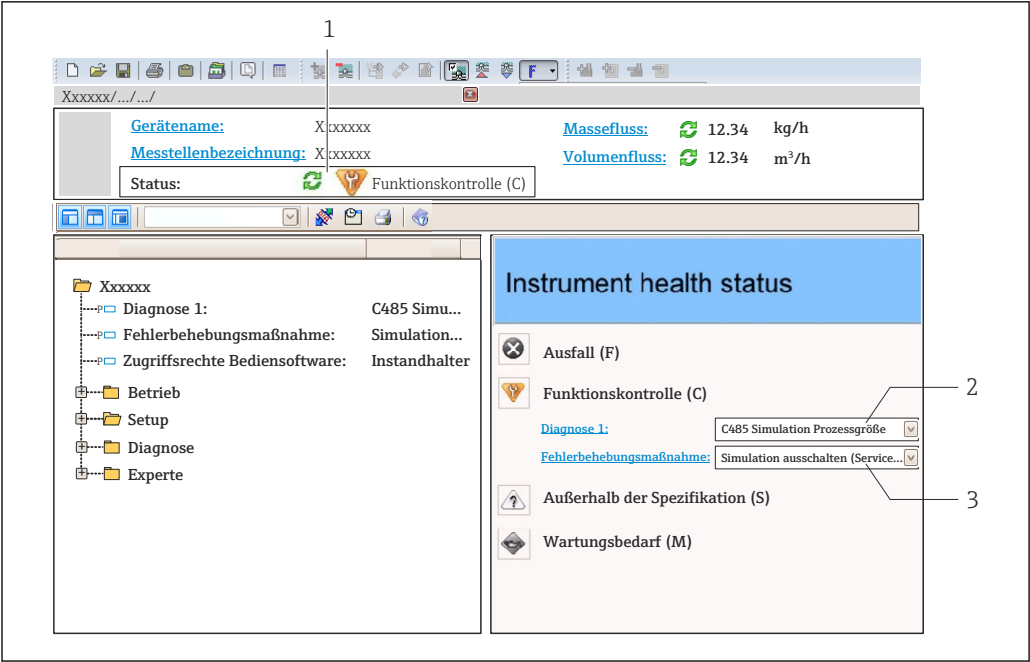 1
F
Xxxxxx/.../.../
Gerätename: Xxxxxxx
Messtellenbezeichnung: Xxxxxxx
Status: Funktionskontrolle (C)
Massefluss: 12.34 kg/h
Volumenfluss: 12.34 m³/h
Xxxxxx
Diagnose 1: C485 Simu...
Fehlerbehebungsmaßnahme: Simulation...
Zugriffsrechte Bediensoftware: Instandhalter
Betrieb
Setup
Diagnose
Experte
Instrument health status
Ausfall (F)
Funktionskontrolle (C)
Diagnose 1: C485 Simulation Prozessgröße
2
Fehlerbehebungsmaßnahme: Simulation ausschalten (Service...
3
Außerhalb der Spezifikation (S)
Wartungsbedarf (M)